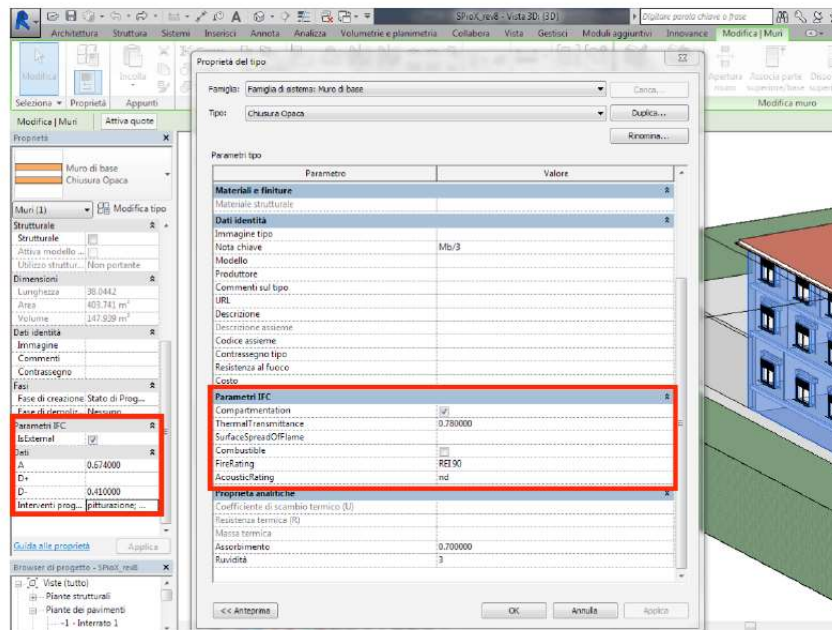 SPioX_rev8 - Vista 3D: {3D}
Digitare parola chiave o frase
Architettura Struttura Sistemi Inserisci Annota Analizza Volumetrie e planimetria Collabora Vista Gestisci Moduli aggiuntivi Innovance Modifica | Muri
Modifica
Incolla
Seleziona Proprietà Appunti
Modifica muro
Modifica | Muri Attiva quote
Proprietà
Muro di base
Chiusura Opaca
Muri (1) Modifica tipo
Strutturale
Strutturale
Attiva modello ...
Utilizzo struttur... Non portante
Dimensioni
Lunghezza 38.0442
Area 403.741 m²
Volume 147.939 m³
Dati identità
Immagine
Commenti
Contrassegno
Fasi
Fase di creazione Stato di Prog...
Fase di demoliz... Nessuno
Parametri IFC
IsExternal
Dati
A 0.674000
D+
D- 0.410000
Interventi prog... pitturazione; ...
Guida alle proprietà Applica
Browser di progetto - SPioX_rev8
Viste (tutto)
Piante strutturali
Piante dei pavimenti
-1 - Interrato 1
Proprietà del tipo
Famiglia: Famiglia di sistema: Muro di base Carica...
Tipo: Chiusura Opaca Duplica...
Rinomina...
Parametri tipo
Parametro Valore
Materiali e finiture
Materiale strutturale
Dati identità
Immagine tipo
Nota chiave Mb/3
Modello
Produttore
Commenti sul tipo
URL
Descrizione
Descrizione assieme
Codice assieme
Contrassegno tipo
Resistenza al fuoco
Costo
Parametri IFC
Compartmentation
ThermalTransmittance 0.780000
SurfaceSpreadOfFlame
Combustible
FireRating REI90
AcousticRating nd
Proprietà analitiche
Coefficiente di scambio termico (U)
Resistenza termica (R)
Massa termica
Assorbimento 0.700000
Ruvidità 3
<< Anteprima OK Annulla Applica